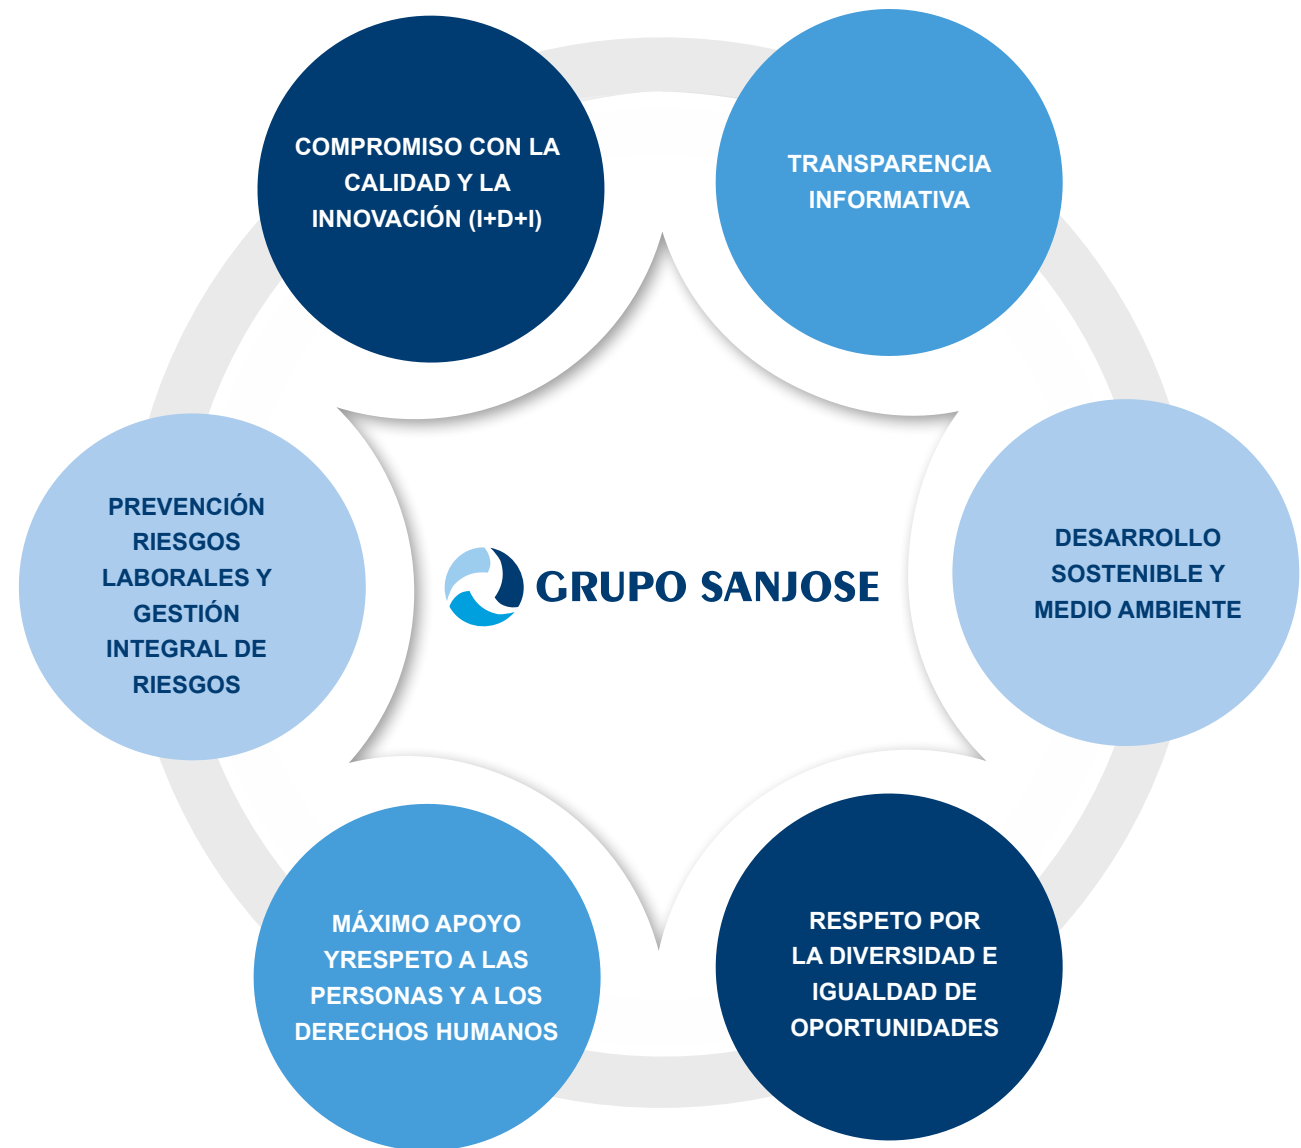 COMPROMISO CON LA
CALIDAD Y LA
INNOVACIÓN (I+D+I)
TRANSPARENCIA
INFORMATIVA
PREVENCIÓN
RIESGOS
LABORALES Y
GESTIÓN
INTEGRAL DE
RIESGOS
GRUPO SANJOSE
DESARROLLO
SOSTENIBLE Y
MEDIO AMBIENTE
MÁXIMO APOYO
YRESPETO A LAS
PERSONAS Y A LOS
DERECHOS HUMANOS
RESPETO POR
LA DIVERSIDAD E
IGUALDAD DE
OPORTUNIDADES